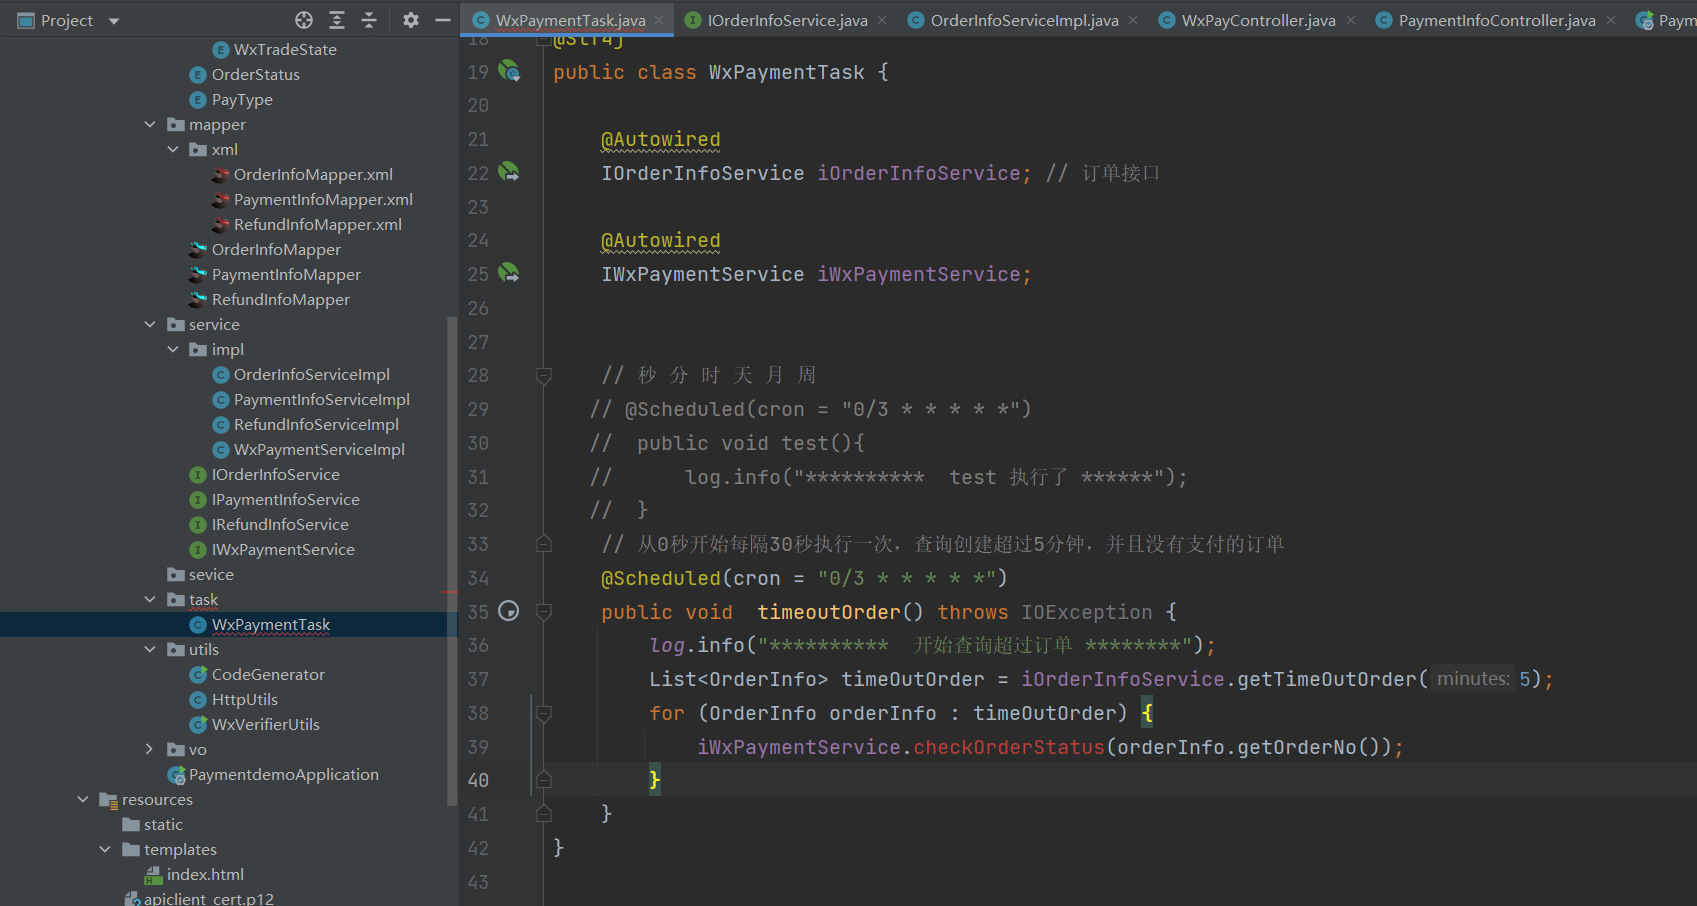 Project
WxTradeState
OrderStatus
PayType
mapper
xml
OrderInfoMapper.xml
PaymentInfoMapper.xml
RefundInfoMapper.xml
OrderInfoMapper
PaymentInfoMapper
RefundInfoMapper
service
impl
OrderInfoServiceImpl
PaymentInfoServiceImpl
RefundInfoServiceImpl
WxPaymentServiceImpl
IOrderInfoService
IPaymentInfoService
IRefundInfoService
IWxPaymentService
sevice
task
WxPaymentTask
utils
CodeGenerator
HttpUtils
WxVerifierUtils
vo
PaymentdemoApplication
resources
static
templates
index.html
apiclient_cert.p12
WxPaymentTask.java IOrderInfoService.java OrderInfoServiceImpl.java WxPayController.java PaymentInfoController.java Paym
18 @Slf4j
19 public class WxPaymentTask {
20
21 @Autowired
22 IOrderInfoService iOrderInfoService; // 订单接口
23
24 @Autowired
25 IWxPaymentService iWxPaymentService;
26
27
28 // 秒 分 时 天 月 周
29 // @Scheduled(cron = "0/3 * * * * *")
30 // public void test(){
31 // log.info("********** test 执行了 ******");
32 // }
33 // 从0秒开始每隔30秒执行一次，查询创建超过5分钟，并且没有支付的订单
34 @Scheduled(cron = "0/3 * * * * *")
35 public void timeoutOrder() throws IOException {
36 log.info("********** 开始查询超过订单 ********");
37 List<OrderInfo> timeOutOrder = iOrderInfoService.getTimeOutOrder( minutes: 5);
38 for (OrderInfo orderInfo : timeOutOrder) {
39 iWxPaymentService.checkOrderStatus(orderInfo.getOrderNo());
40 }
41 }
42 }
43